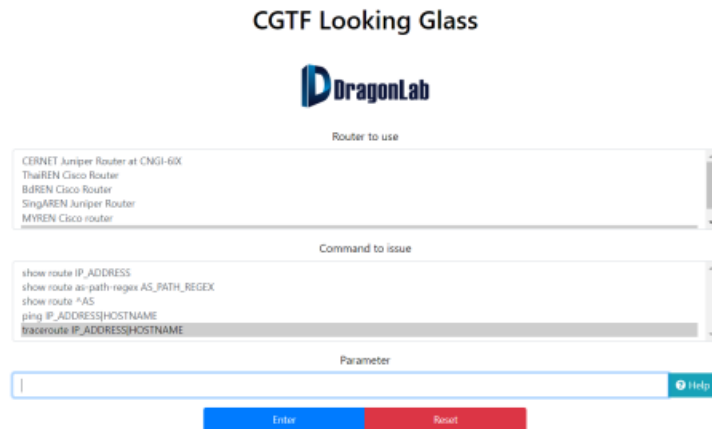 CGTF Looking Glass
DragonLab
Router to use
CERNET Juniper Router at CNGI-6IX
ThaiREN Cisco Router
BdREN Cisco Router
SingAREN Juniper Router
MYREN Cisco router
Command to issue
show route IP_ADDRESS
show route as-path-regex AS_PATH_REGEX
show route ^AS
ping IP_ADDRESS|HOSTNAME
traceroute IP_ADDRESS|HOSTNAME
Parameter
Help
Enter Reset